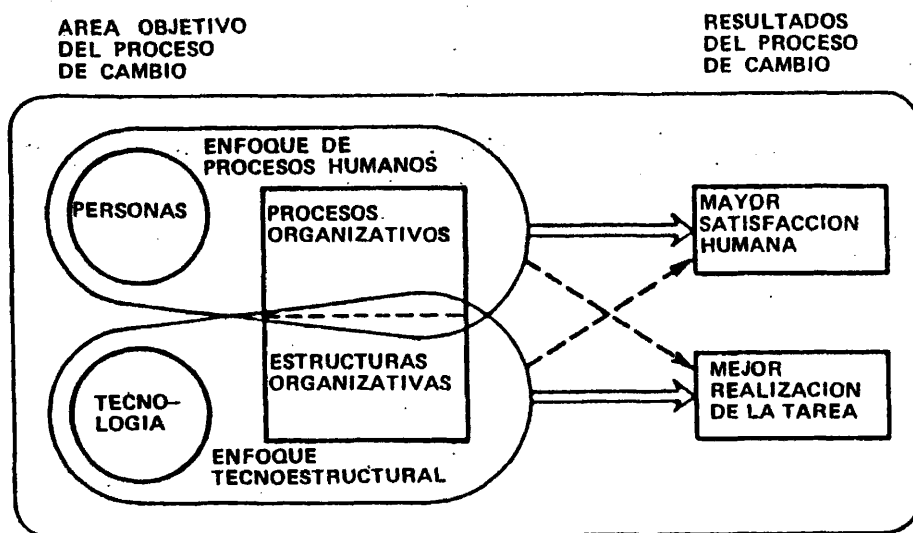 AREA OBJETIVO
DEL PROCESO
DE CAMBIO
RESULTADOS
DEL PROCESO
DE CAMBIO
ENFOQUE DE
PROCESOS HUMANOS
PERSONAS
PROCESOS
ORGANIZATIVOS
MAYOR
SATISFACCION
HUMANA
ESTRUCTURAS
ORGANIZATIVAS
TECNO-
LOGIA
MEJOR
REALIZACION
DE LA TAREA
ENFOQUE
TECNOESTRUCTURAL